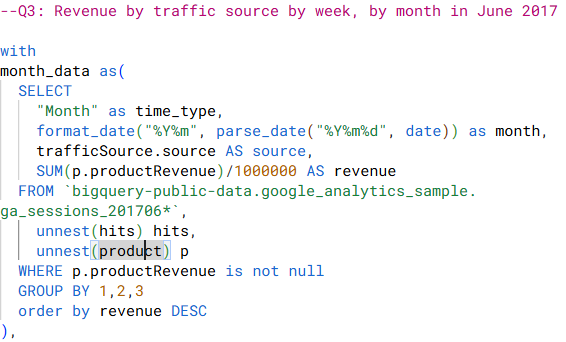 --Q3: Revenue by traffic source by week, by month in June 2017
with
month_data as(
SELECT
"Month" as time_type,
format_date("%Y%m", parse_date("%Y%m%d", date)) as month,
trafficSource.source AS source,
SUM(p.productRevenue)/1000000 AS revenue
FROM `bigquery-public-data.google_analytics_sample.
ga_sessions_201706*`,
unnest(hits) hits,
unnest(product) p
WHERE p.productRevenue is not null
GROUP BY 1,2,3
order by revenue DESC
),